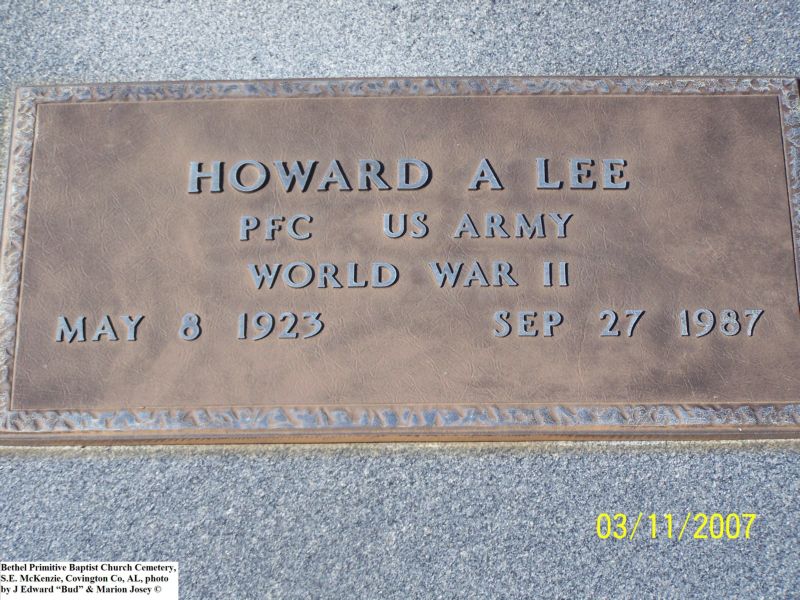 HOWARD A LEE
PFC US ARMY
WORLD WAR II
MAY 8 1923 SEP 27 1987
03/11/2007
Bethel Primitive Baptist Church Cemetery,
S.E. McKenzie, Covington Co, AL, photo
by J Edward “Bud” & Marion Josey ©